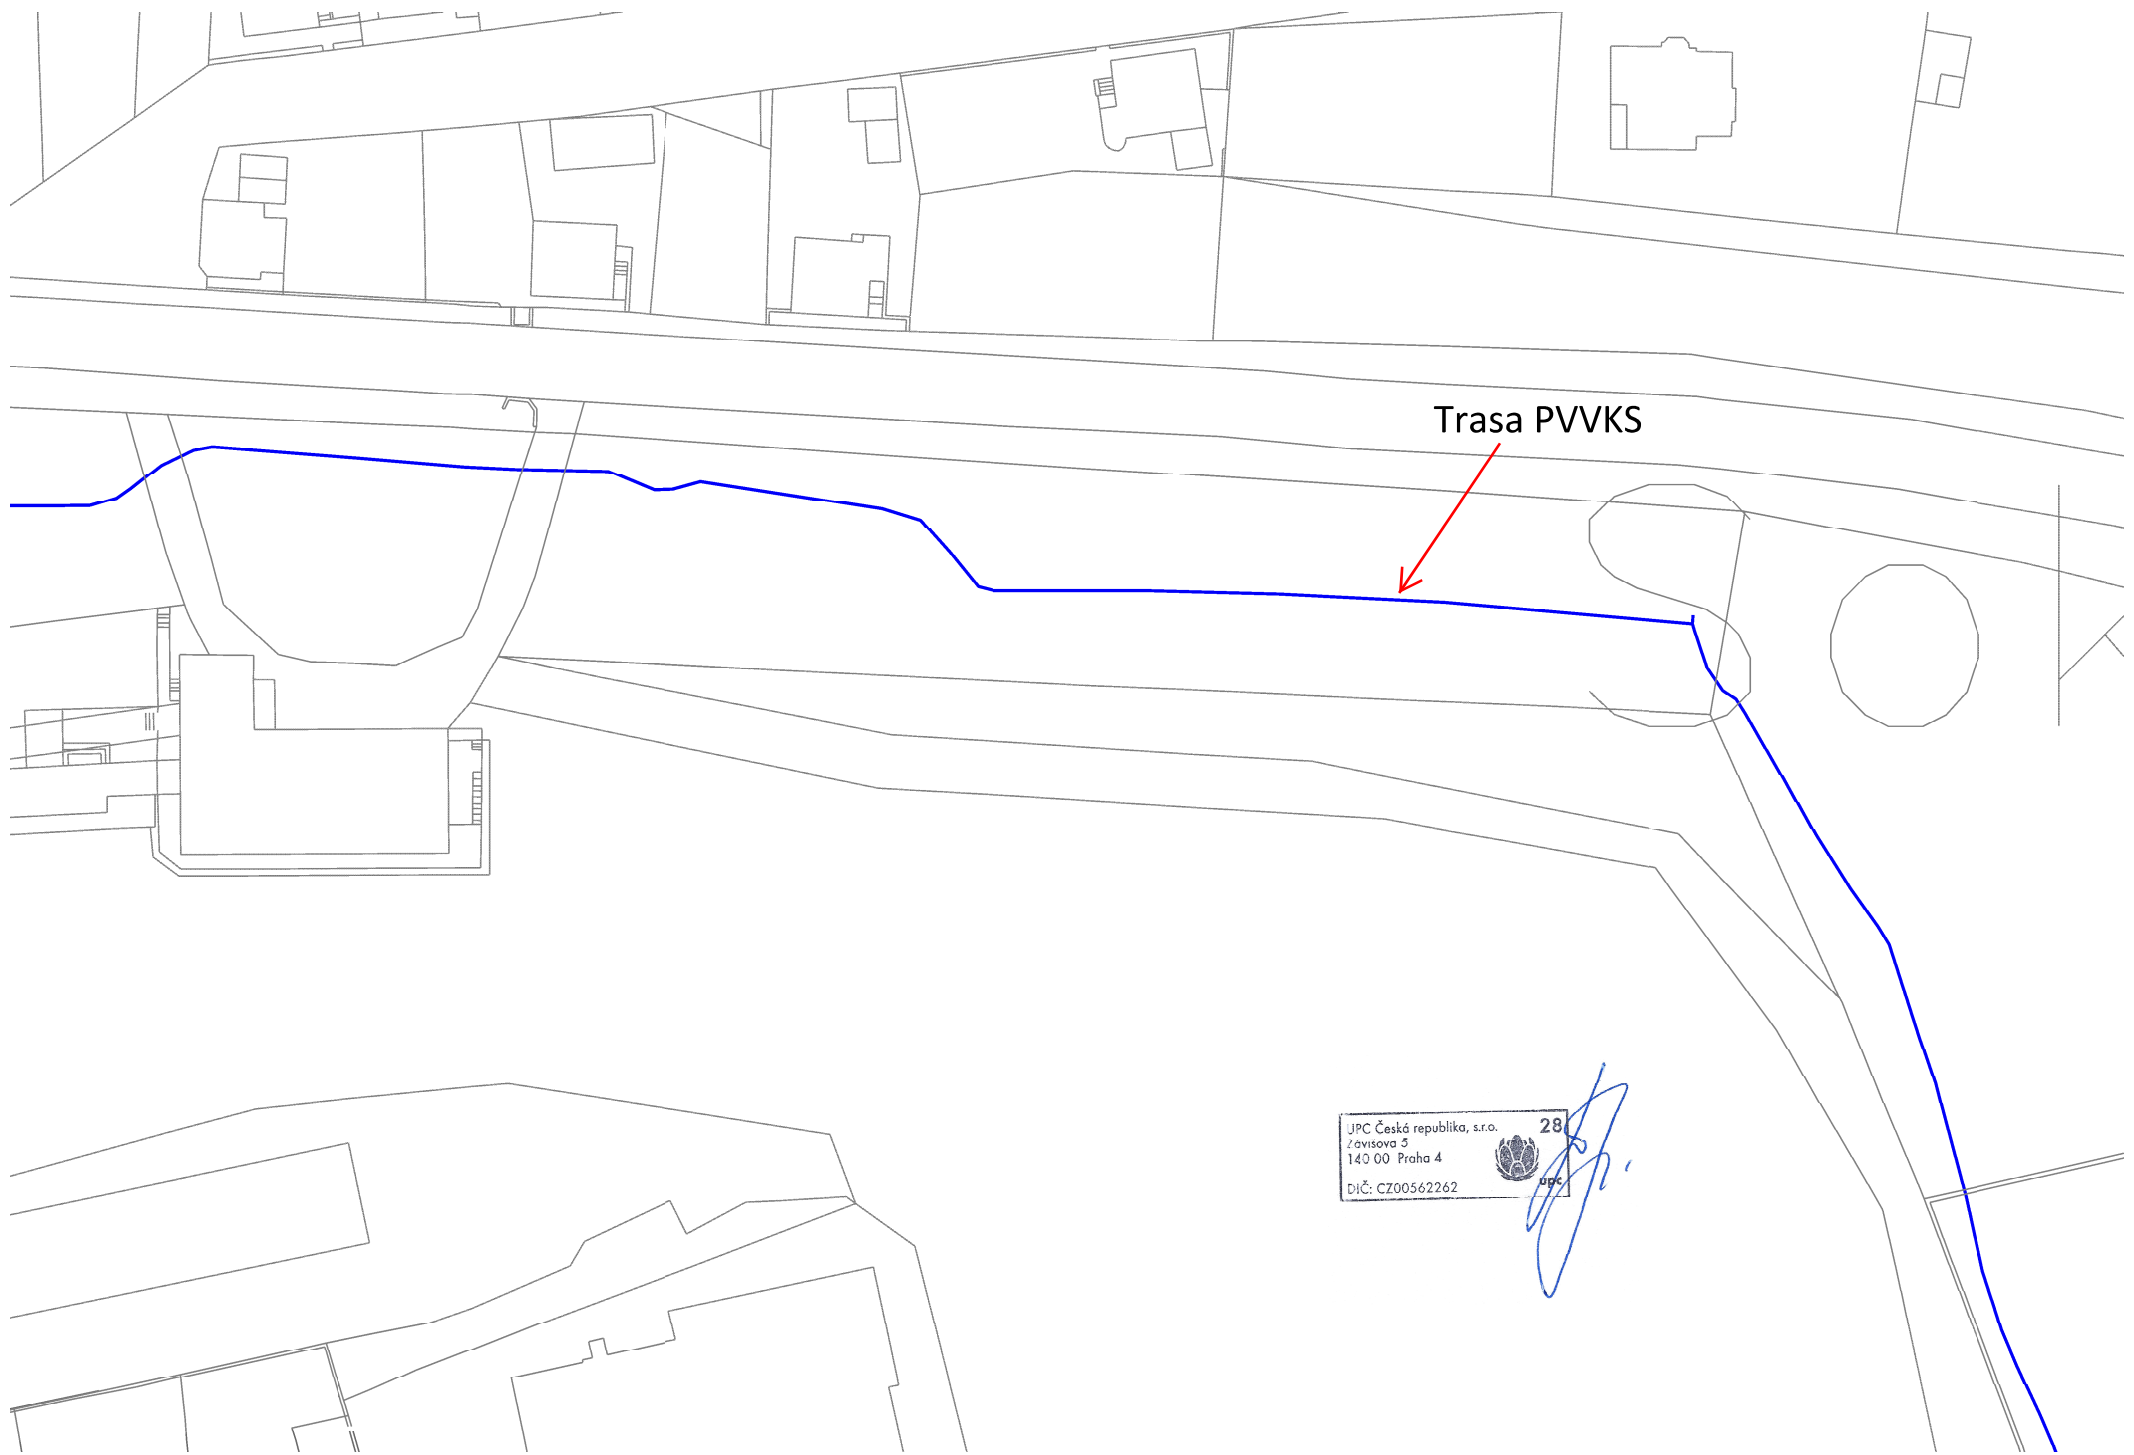 Trasa PVVKS
UPC Česká republika, s.r.o. 28
Závisova 5
140 00 Praha 4
DIČ: CZ00562262
upc